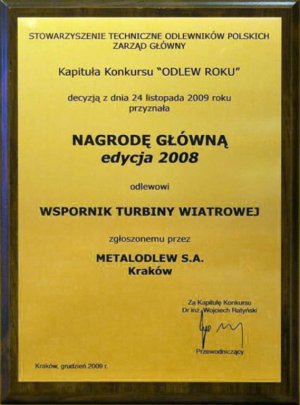 STOWARZYSZENIE TECHNICZNE ODLEWNIKÓW POLSKICH
ZARZĄD GŁÓWNY
Kapituła Konkursu "ODLEW ROKU"
decyzją z dnia 24 listopada 2009 roku
przyznała
NAGRODĘ GŁÓWNĄ
edycja 2008
odlewowi
WSPORNIK TURBINY WIATROWEJ
zgłoszonemu przez
METALODLEW S.A.
Kraków
Za Kapitułę Konkursu
Dr inż. Wojciech Ratyński
Przewodniczący
Kraków, grudzień 2009 r.